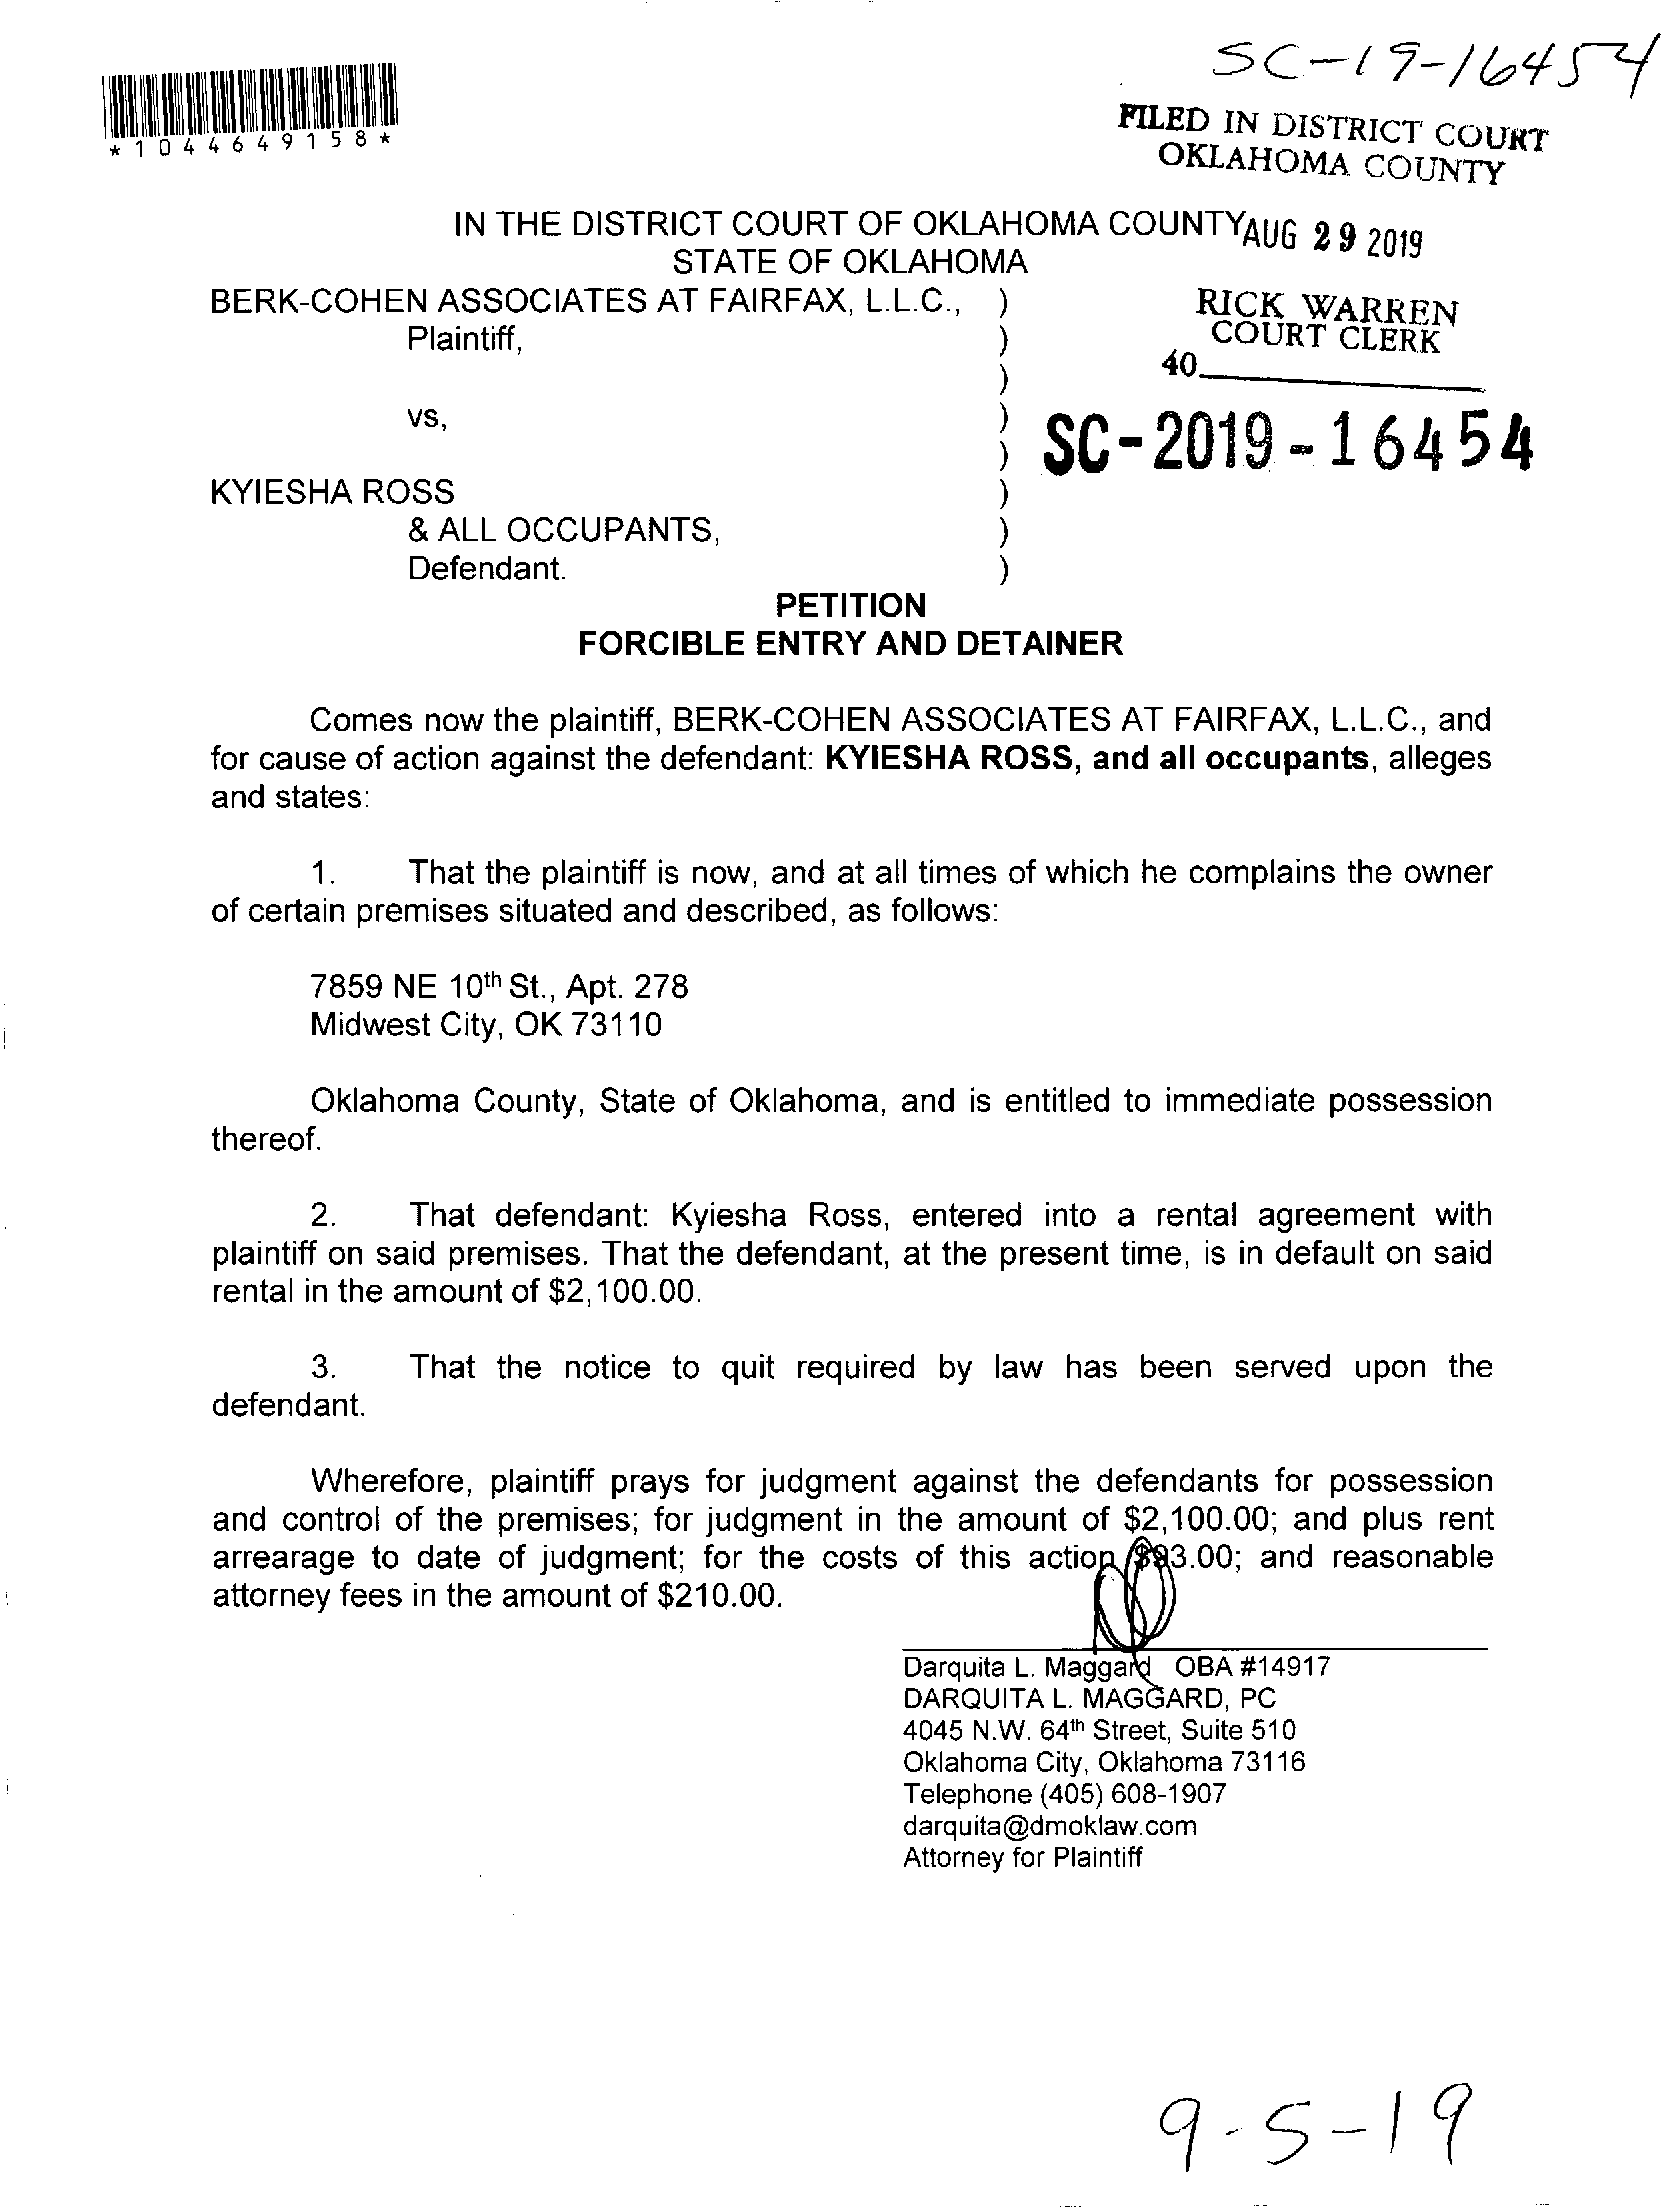 SC-19-16454
*1044649158*
FILED IN DISTRICT COURT
OKLAHOMA COUNTY
IN THE DISTRICT COURT OF OKLAHOMA COUNTY
AUG 29 2019
STATE OF OKLAHOMA
BERK-COHEN ASSOCIATES AT FAIRFAX, L.L.C., )
RICK WARREN
COURT CLERK
Plaintiff, )
40
)
vs, )
SC-2019-16454
)
KYIESHA ROSS )
& ALL OCCUPANTS, )
Defendant. )
PETITION
FORCIBLE ENTRY AND DETAINER
Comes now the plaintiff, BERK-COHEN ASSOCIATES AT FAIRFAX, L.L.C., and
for cause of action against the defendant: KYIESHA ROSS, and all occupants, alleges
and states:
1. That the plaintiff is now, and at all times of which he complains the owner
of certain premises situated and described, as follows:
7859 NE 10th St., Apt. 278
Midwest City, OK 73110
Oklahoma County, State of Oklahoma, and is entitled to immediate possession
thereof.
2. That defendant: Kyiesha Ross, entered into a rental agreement with
plaintiff on said premises. That the defendant, at the present time, is in default on said
rental in the amount of $2,100.00.
3. That the notice to quit required by law has been served upon the
defendant.
Wherefore, plaintiff prays for judgment against the defendants for possession
and control of the premises; for judgment in the amount of $2,100.00; and plus rent
arrearage to date of judgment; for the costs of this action and reasonable
attorney fees in the amount of $210.00.
Darquita L. Maggard OBA #14917
DARQUITA L. MAGGARD, PC
4045 N.W. 64th Street, Suite 510
Oklahoma City, Oklahoma 73116
Telephone (405) 608-1907
darquita@dmoklaw.com
Attorney for Plaintiff
9-5-19